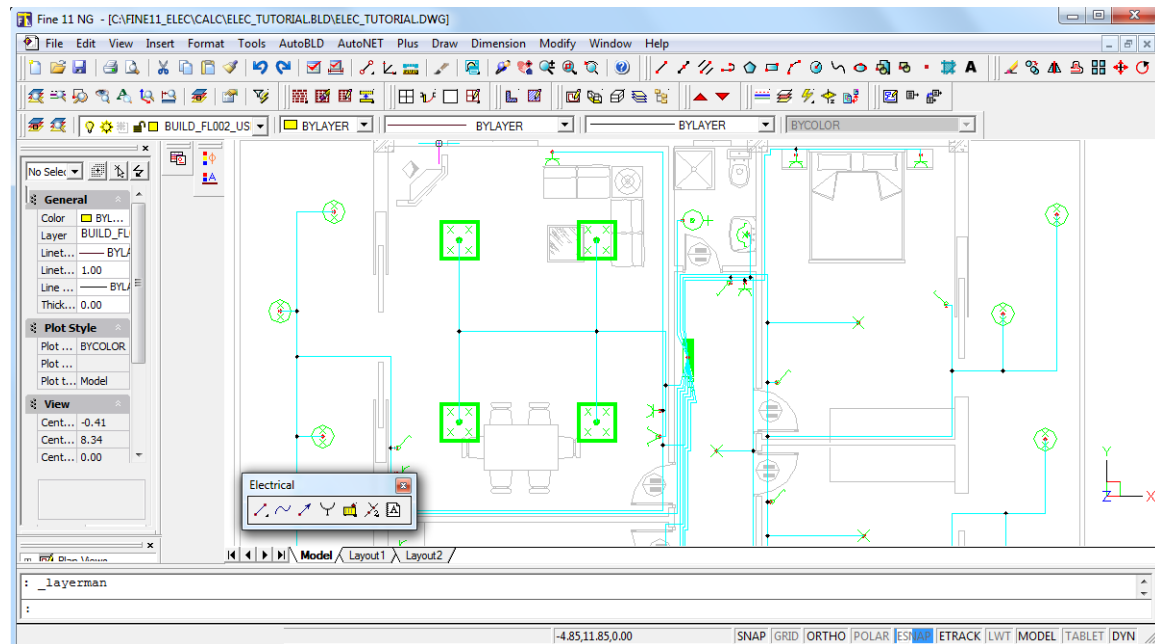 Fine 11 NG - [C:\FINE11_ELEC\CALC\ELEC_TUTORIAL.BLD\ELEC_TUTORIAL.DWG]
File Edit View Insert Format Tools AutoBLD AutoNET Plus Draw Dimension Modify Window Help
BUILD_FL002_US BYLAYER BYLAYER BYLAYER BYCOLOR
No Selec
General
Color BYL...
Layer BUILD_FL
Linet... BYLA
Linet... 1.00
Line ... BYLA
Thick... 0.00
Plot Style
Plot ... BYCOLOR
Plot ...
Plot t... Model
View
Cent... -0.41
Cent... 8.34
Cent... 0.00
Electrical
Model Layout1 Layout2
: _layerman
:
Y
Z X
-4.85,11.85,0.00 SNAP GRID ORTHO POLAR ESNAP ETRACK LWT MODEL TABLET DYN